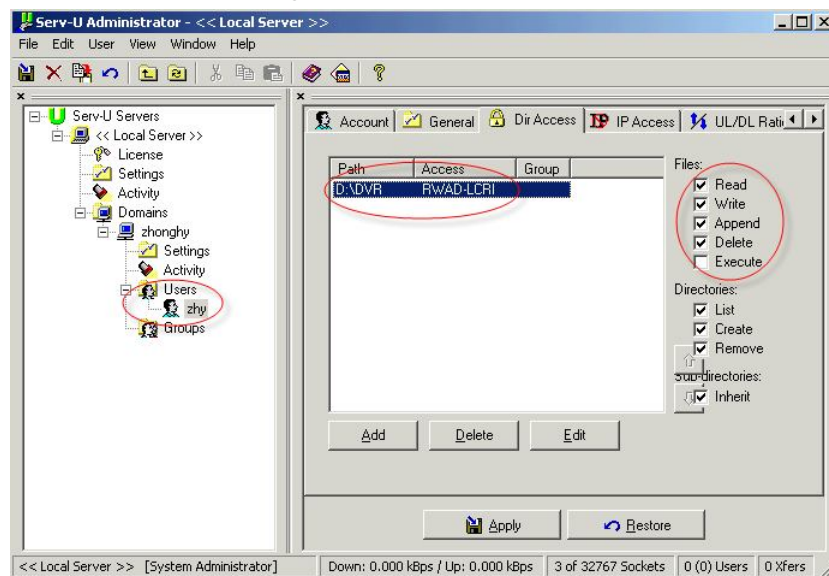 Serv-U Administrator - << Local Server >>
File Edit User View Window Help
Serv-U Servers
<< Local Server >>
License
Settings
Activity
Domains
zhonghy
Settings
Activity
Users
zhy
Groups
Account General Dir Access IP Access UL/DL Rati
Path Access Group
D:\DVR RWAD-LCRI
Files:
Read
Write
Append
Delete
Execute
Directories:
List
Create
Remove
Sub-directories:
Inherit
Add Delete Edit
Apply Restore
<< Local Server >> [System Administrator] Down: 0.000 kBps / Up: 0.000 kBps 3 of 32767 Sockets 0 (0) Users 0 Xfers